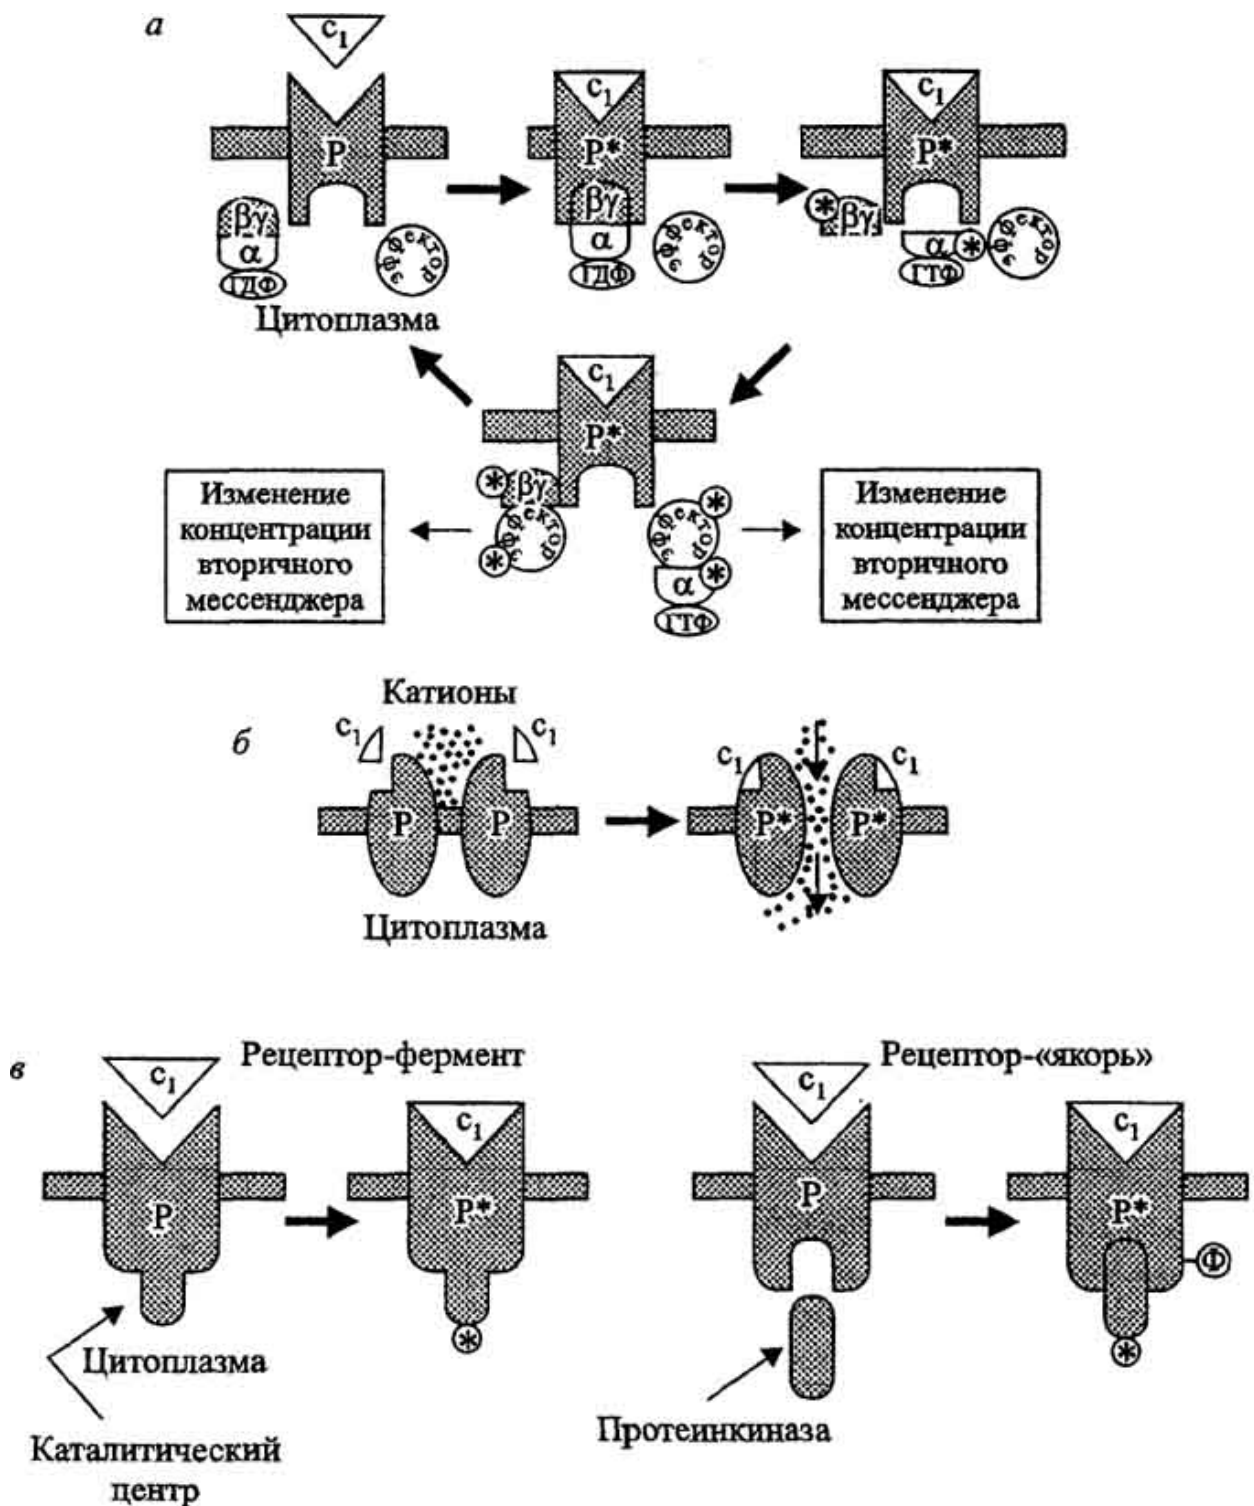 а
c₁
c₁
c₁
P
P*
P*
βγ
α
ГДФ
эффектор
βγ
α
ГДФ
эффектор
* βγ
α *
ГТФ
эффектор
Цитоплазма
c₁
P*
Изменение
концентрации
вторичного
мессенджера
* βγ
эффектор
*
*
эффектор
α *
ГТФ
Изменение
концентрации
вторичного
мессенджера
б
Катионы
c₁
c₁
P
P
c₁
c₁
P*
P*
Цитоплазма
в
Рецептор-фермент
Рецептор-«якорь»
c₁
c₁
c₁
c₁
P
P*
P
P*
Ф
*
*
Цитоплазма
Каталитический
центр
Протеинкиназа